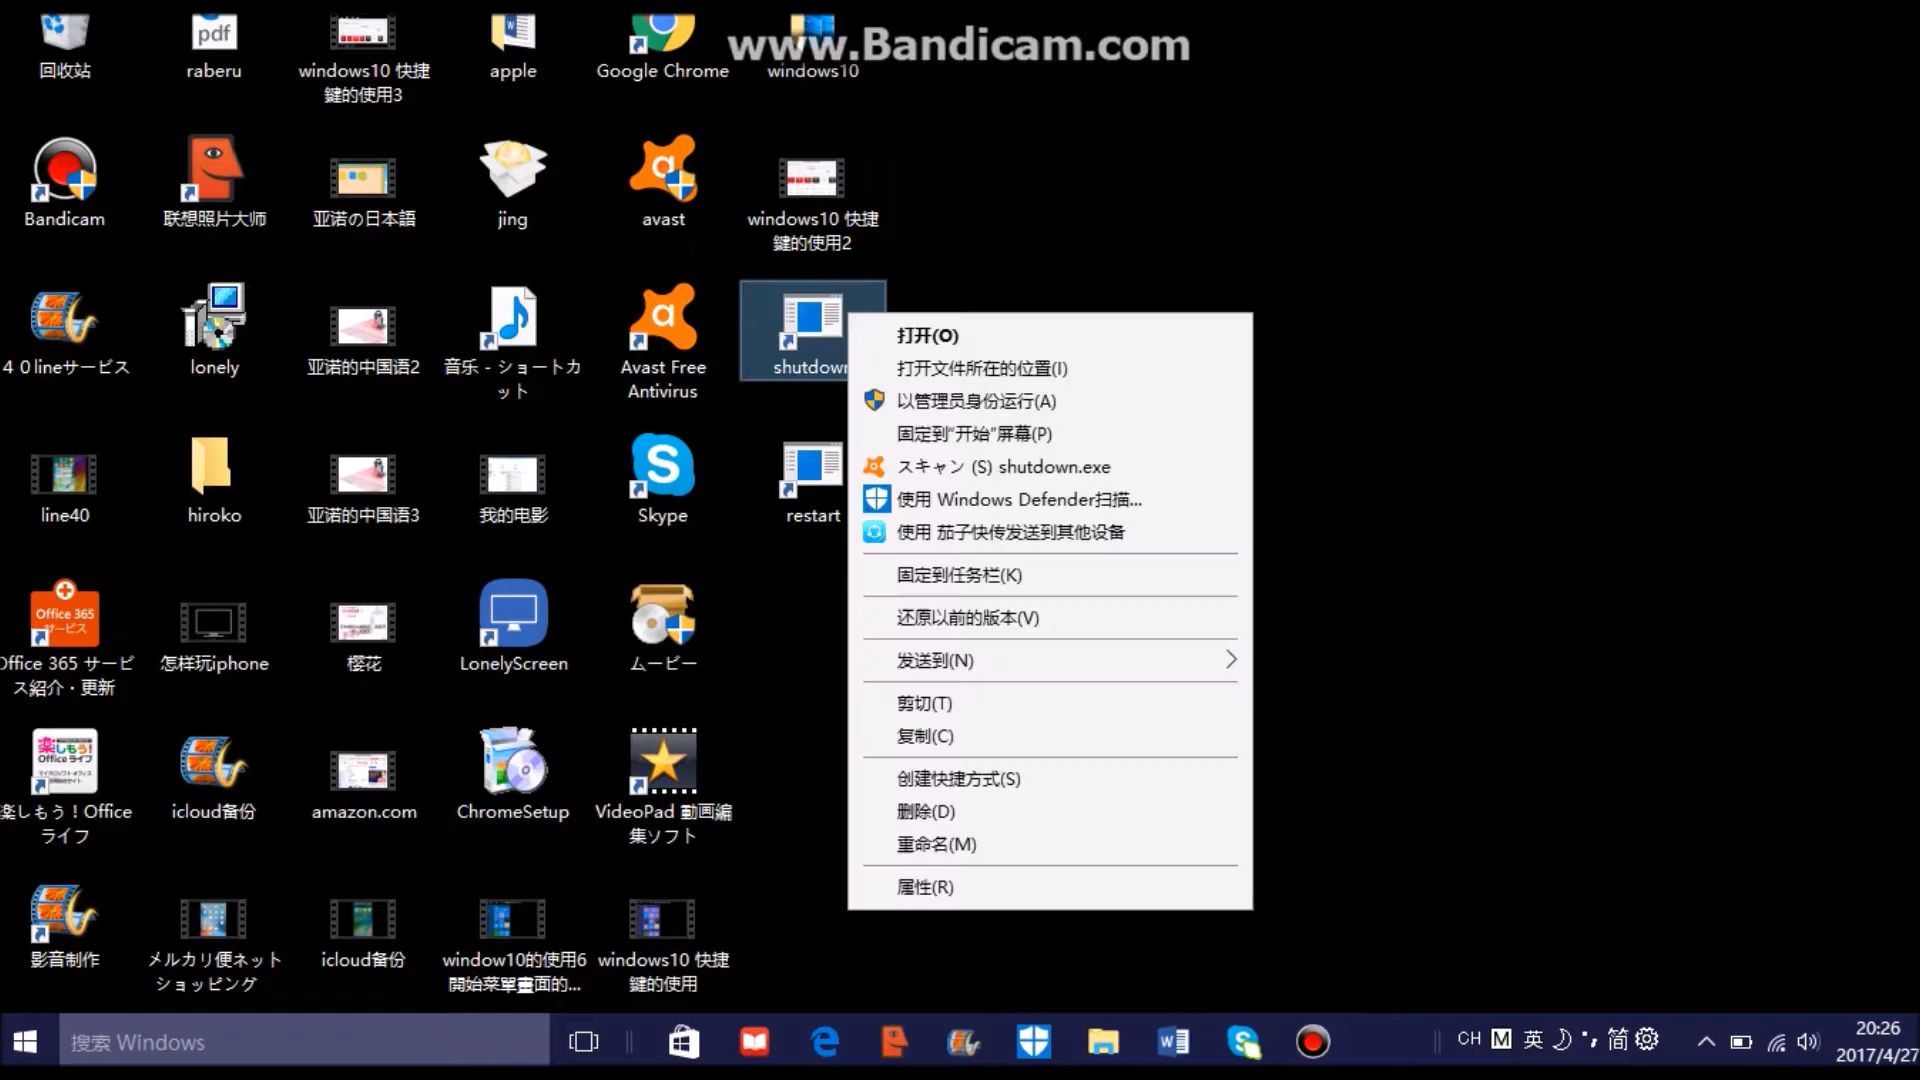 www.Bandicam.com
回收站
pdf
raberu
windows10 快捷
鍵的使用3
apple
Google Chrome
windows10
Bandicam
联想照片大师
亚诺の日本語
jing
avast
windows10 快捷
鍵的使用2
４０lineサービス
lonely
亚诺的中国语2
音乐 - ショートカ
ット
Avast Free
Antivirus
shutdown
line40
hiroko
亚诺的中国语3
我的电影
Skype
restart
Office 365
サービス
Office 365 サービ
ス紹介・更新
怎样玩iphone
樱花
LonelyScreen
ムービー
楽しもう!
Office ライフ
楽しもう！Office
ライフ
icloud备份
amazon.com
ChromeSetup
VideoPad 動画編
集ソフト
影音制作
メルカリ便ネット
ショッピング
icloud备份
window10的使用6
開始菜單畫面的...
windows10 快捷
鍵的使用
打开(O)
打开文件所在的位置(I)
以管理员身份运行(A)
固定到"开始"屏幕(P)
スキャン (S) shutdown.exe
使用 Windows Defender扫描...
使用 茄子快传发送到其他设备
固定到任务栏(K)
还原以前的版本(V)
发送到(N)
剪切(T)
复制(C)
创建快捷方式(S)
删除(D)
重命名(M)
属性(R)
搜索 Windows
CH M 英 简
20:26
2017/4/27